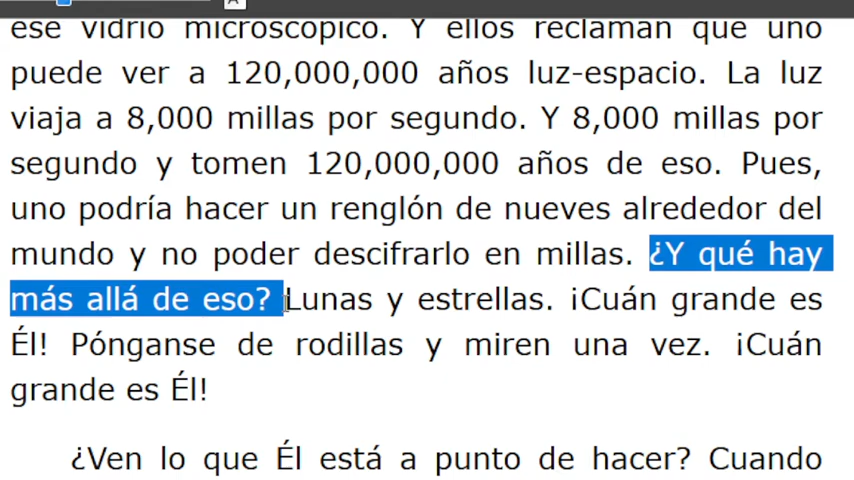 ese vidrio microscópico. Y ellos reclaman que uno
puede ver a 120,000,000 años luz-espacio. La luz
viaja a 8,000 millas por segundo. Y 8,000 millas por
segundo y tomen 120,000,000 años de eso. Pues,
uno podría hacer un renglón de nueves alrededor del
mundo y no poder descifrarlo en millas. ¿Y qué hay
más allá de eso? Lunas y estrellas. ¡Cuán grande es
Él! Pónganse de rodillas y miren una vez. ¡Cuán
grande es Él!
¿Ven lo que Él está a punto de hacer? Cuando